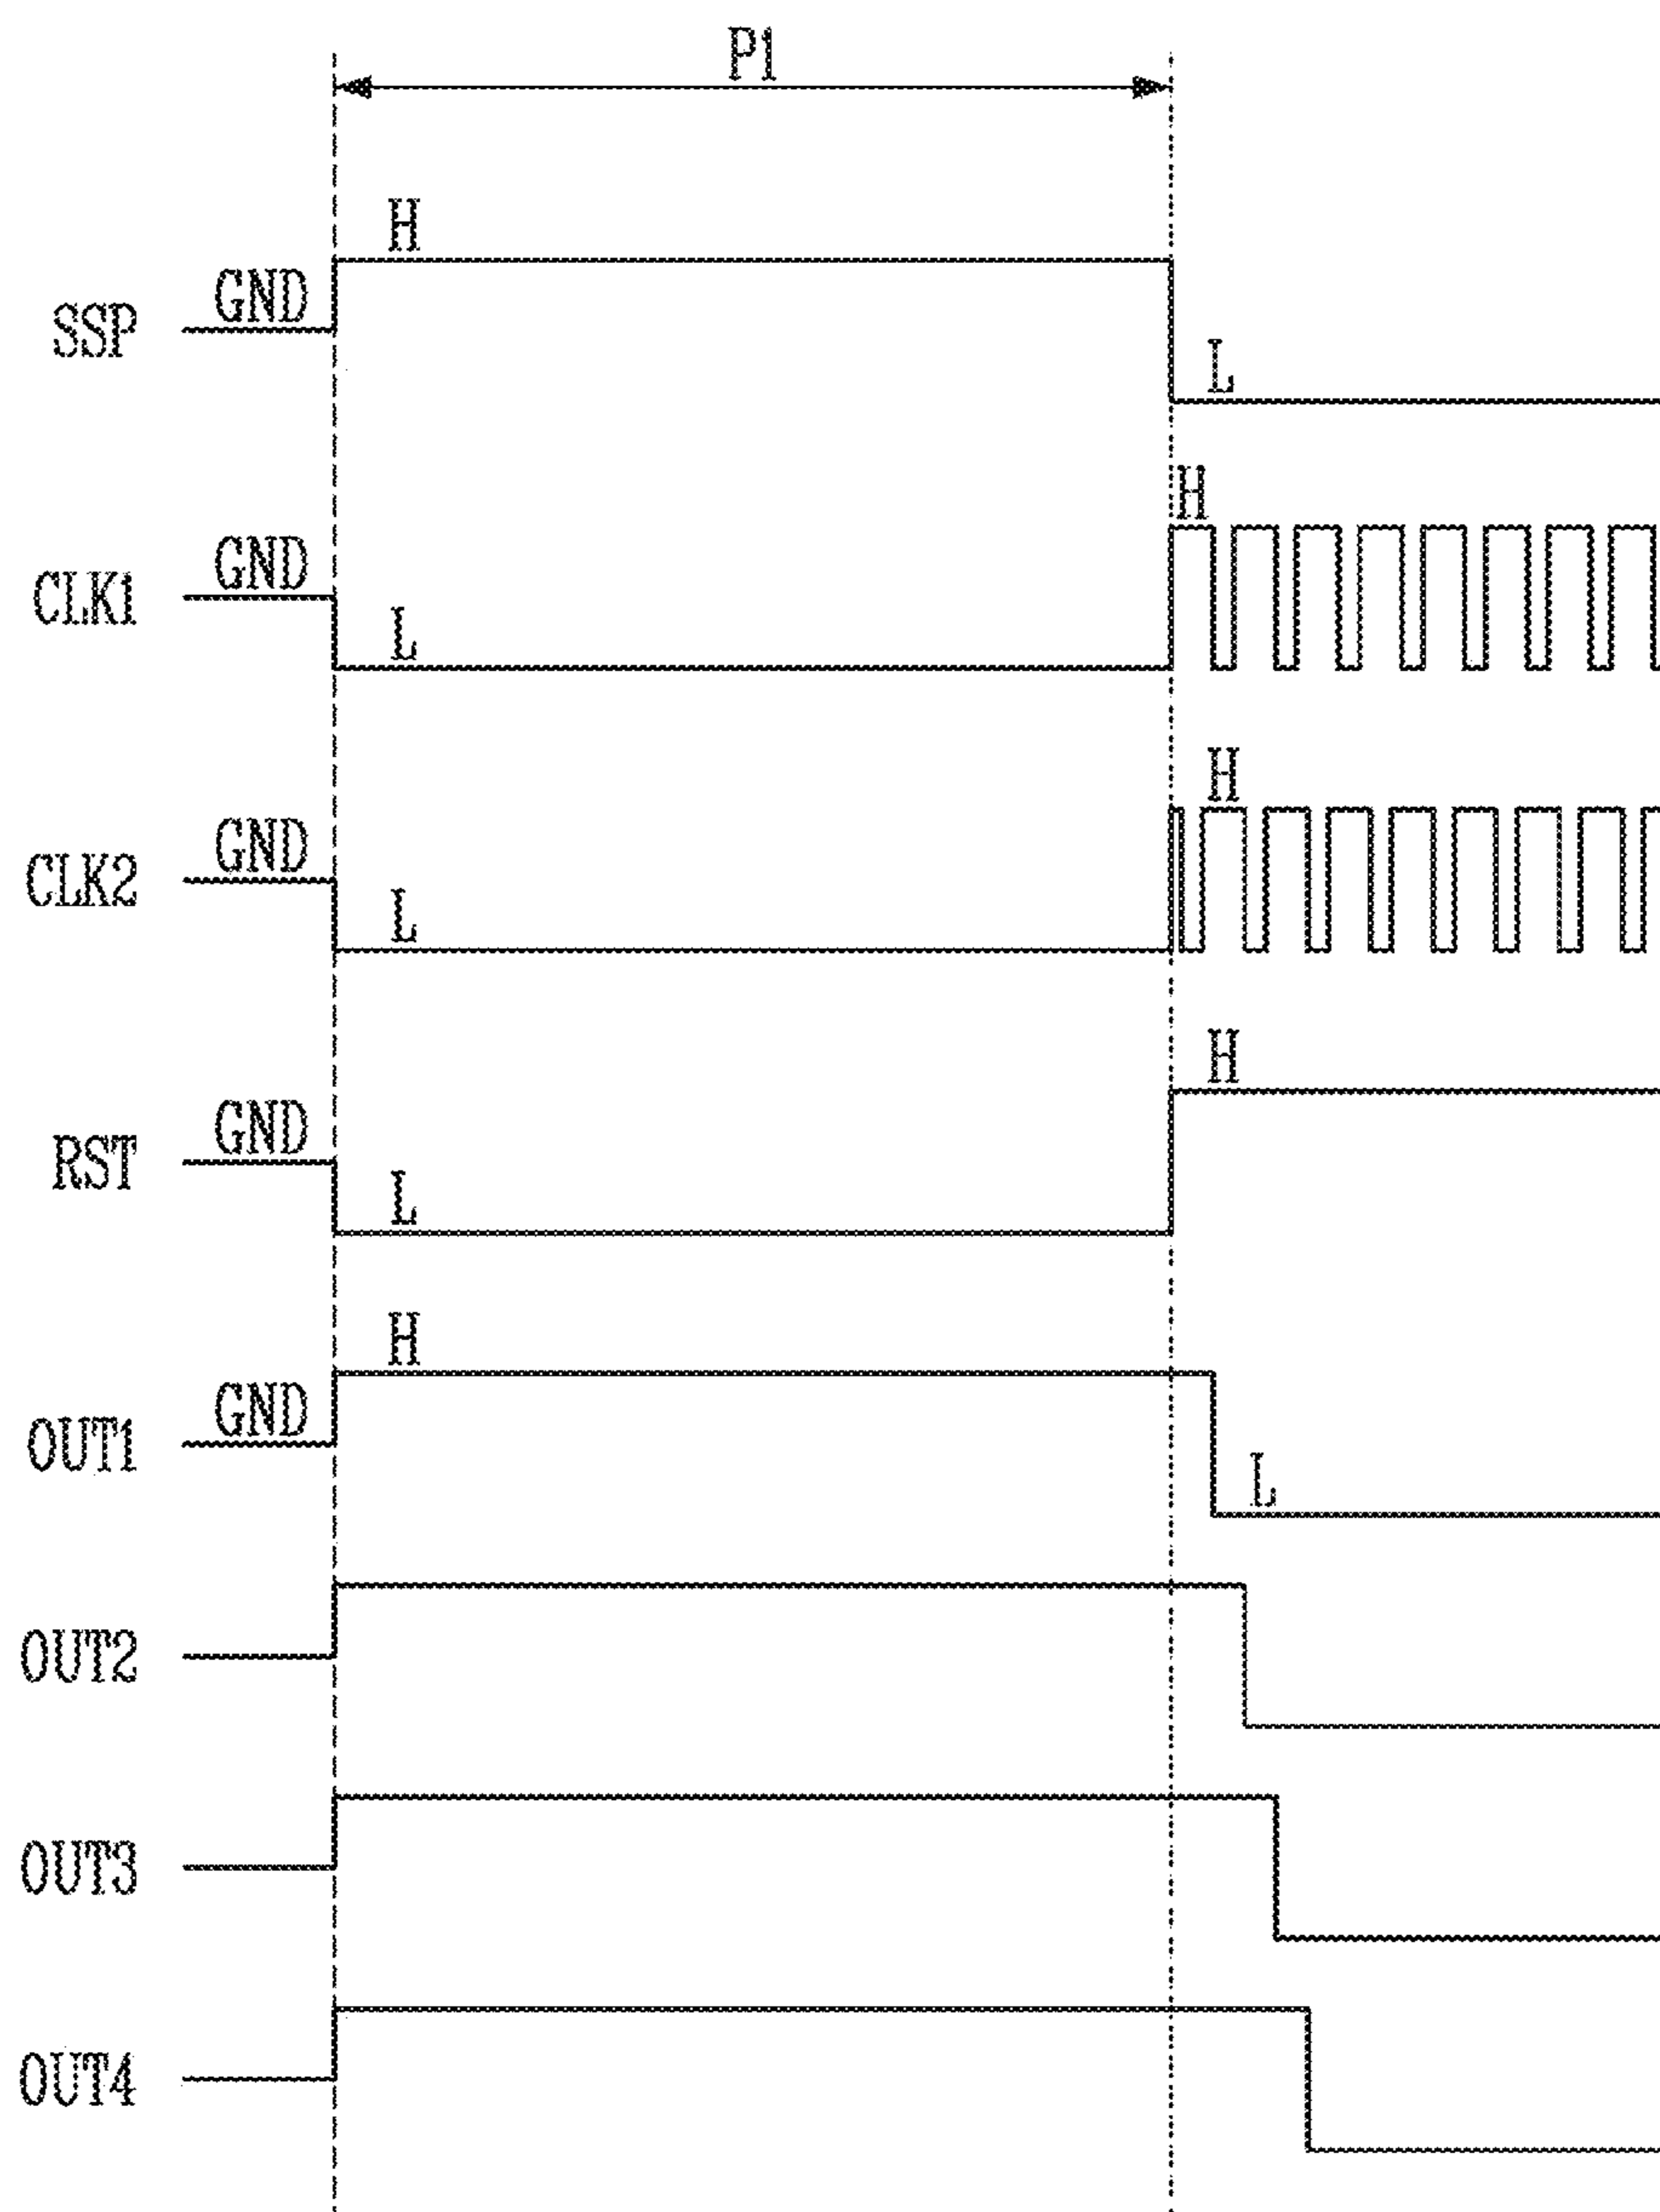 P1
H
GND
SSP
L
H
GND
CLK1
L
H
GND
CLK2
L
H
GND
RST
L
H
GND
OUT1
L
OUT2
OUT3
OUT4